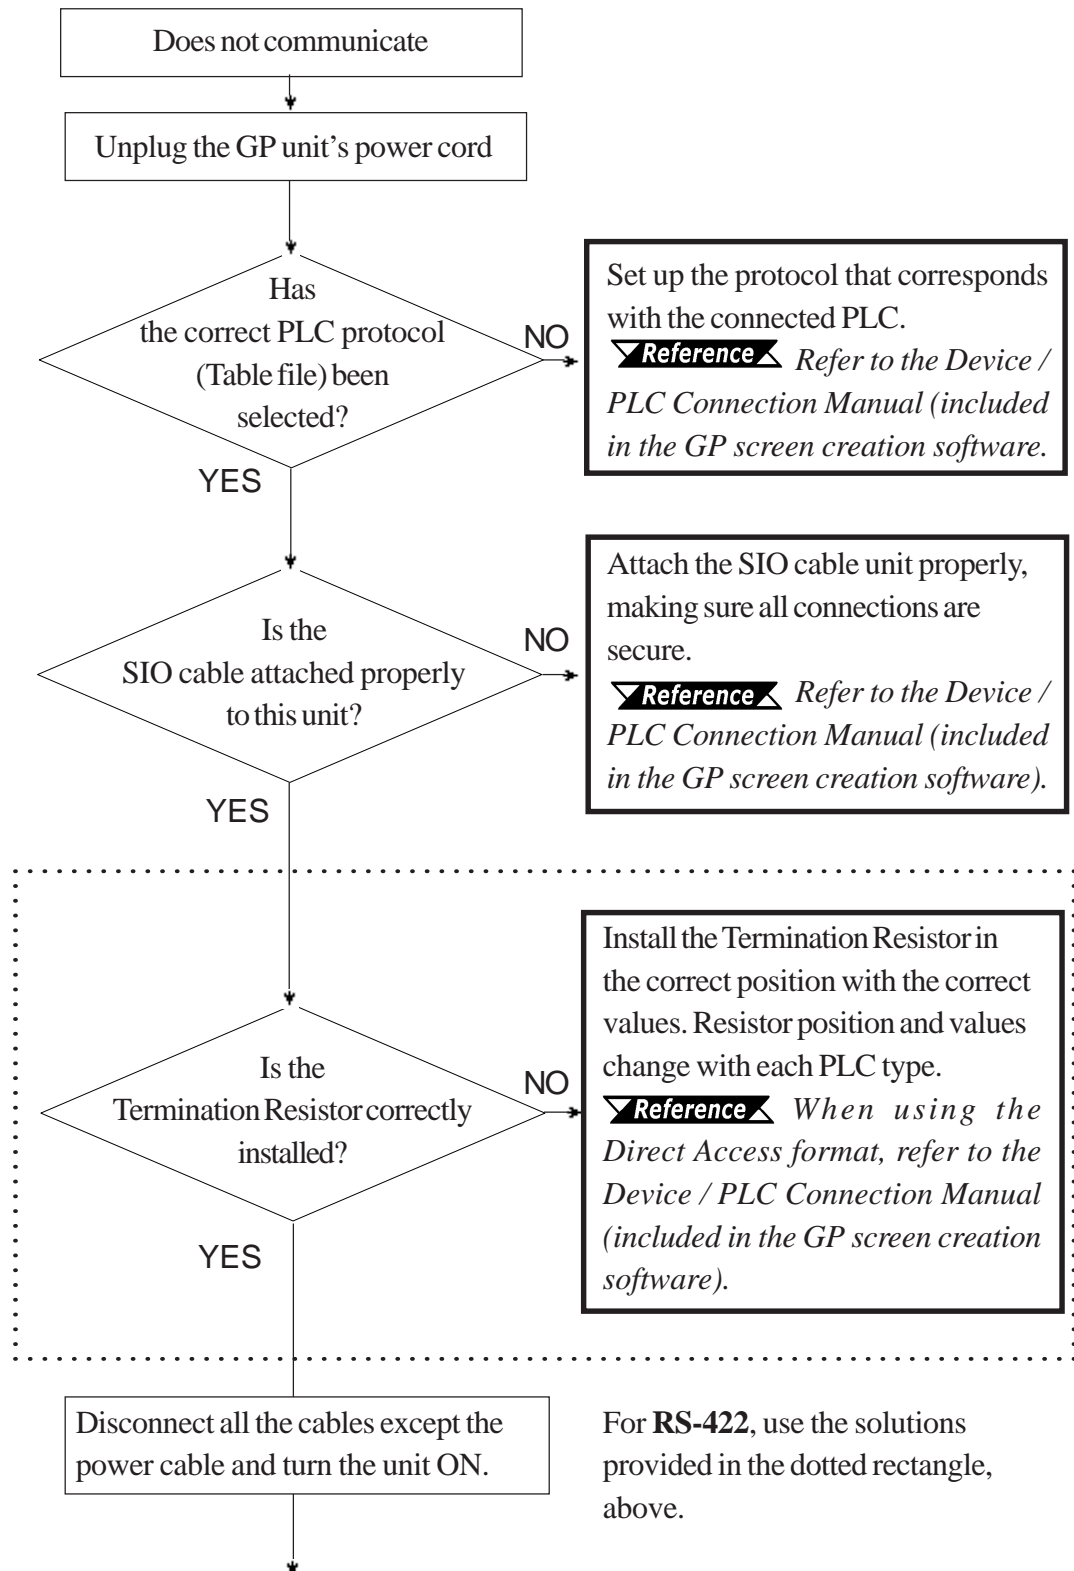 Does not communicate
Unplug the GP unit's power cord
Has
the correct PLC protocol
(Table file) been
selected?
NO
Set up the protocol that corresponds
with the connected PLC.
Reference Refer to the Device /
PLC Connection Manual (included
in the GP screen creation software.
YES
Is the
SIO cable attached properly
to this unit?
NO
Attach the SIO cable unit properly,
making sure all connections are
secure.
Reference Refer to the Device /
PLC Connection Manual (included
in the GP screen creation software).
YES
Is the
Termination Resistor correctly
installed?
NO
Install the Termination Resistor in
the correct position with the correct
values. Resistor position and values
change with each PLC type.
Reference When using the
Direct Access format, refer to the
Device / PLC Connection Manual
(included in the GP screen creation
software).
YES
Disconnect all the cables except the
power cable and turn the unit ON.
For RS-422, use the solutions
provided in the dotted rectangle,
above.